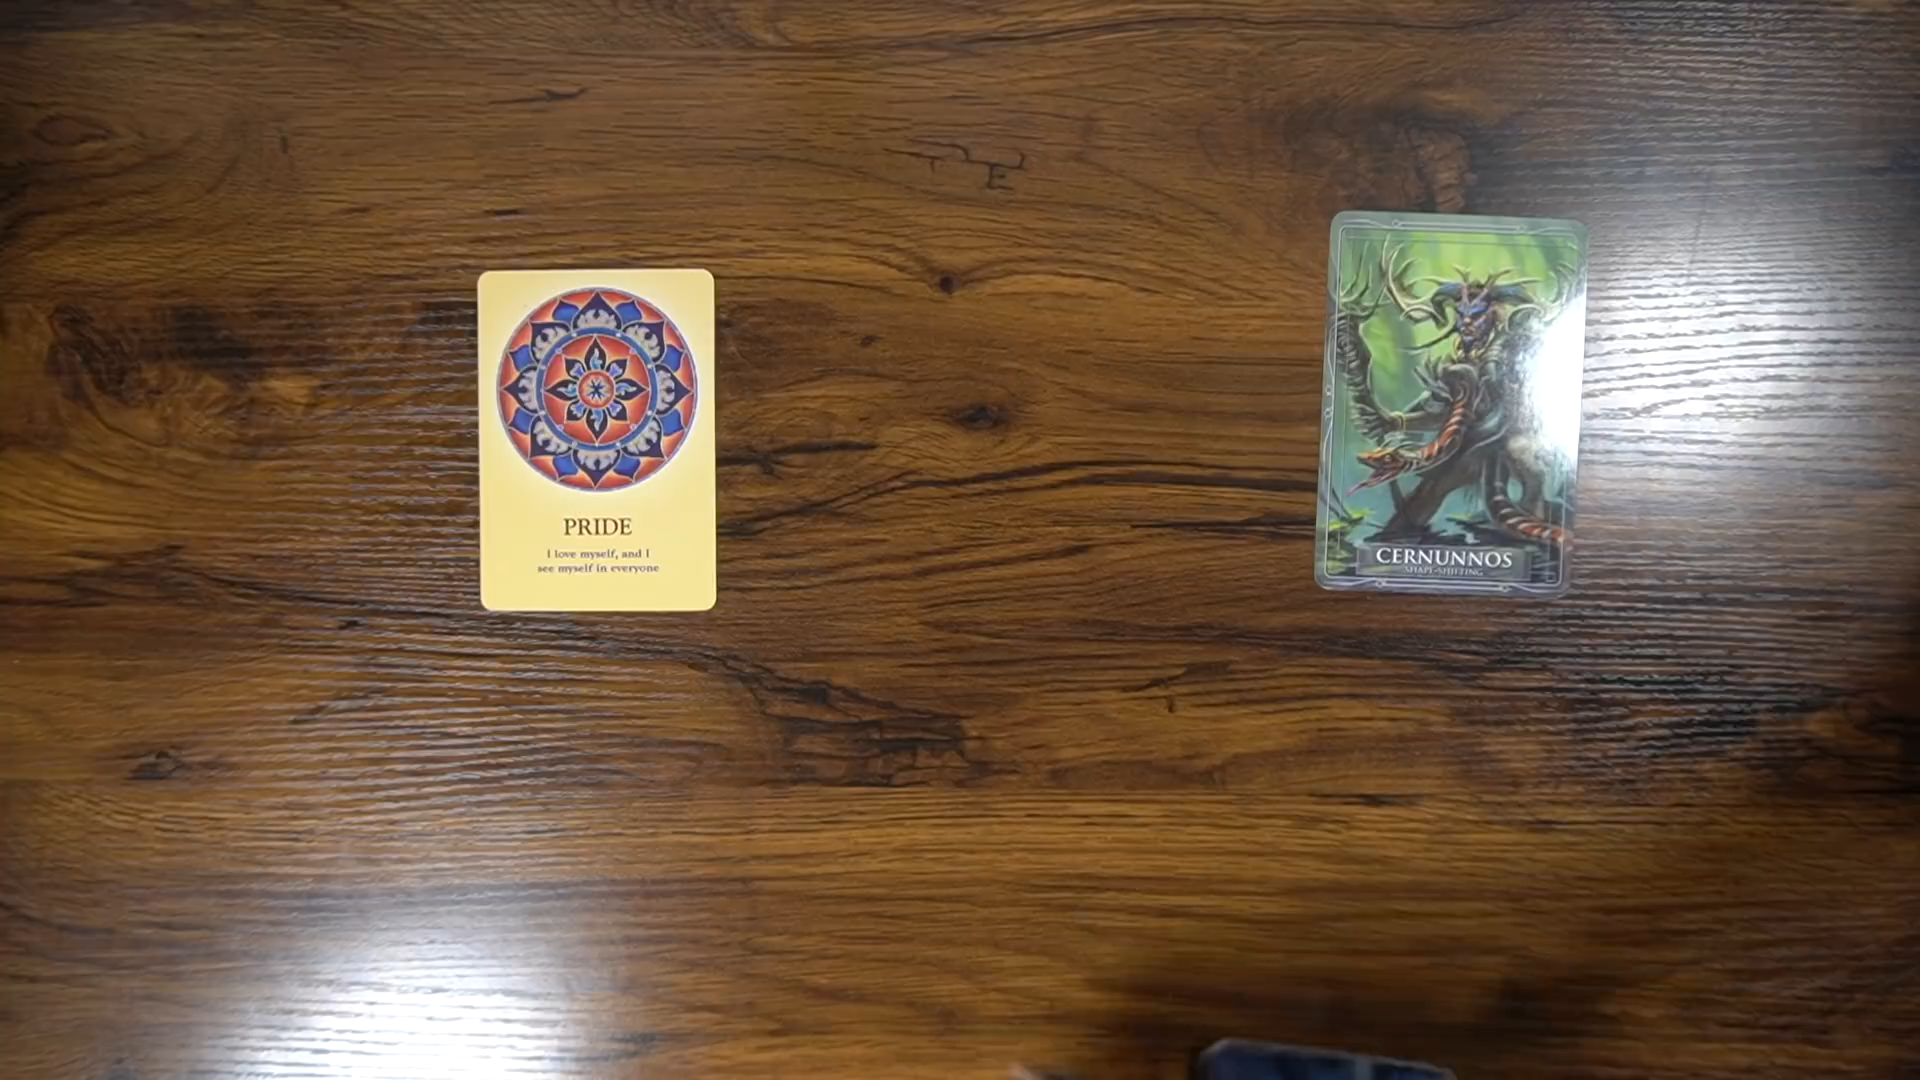 PRIDE
I love myself, and I
see myself in everyone
CERNUNNOS
SHAPE-SHIFTING